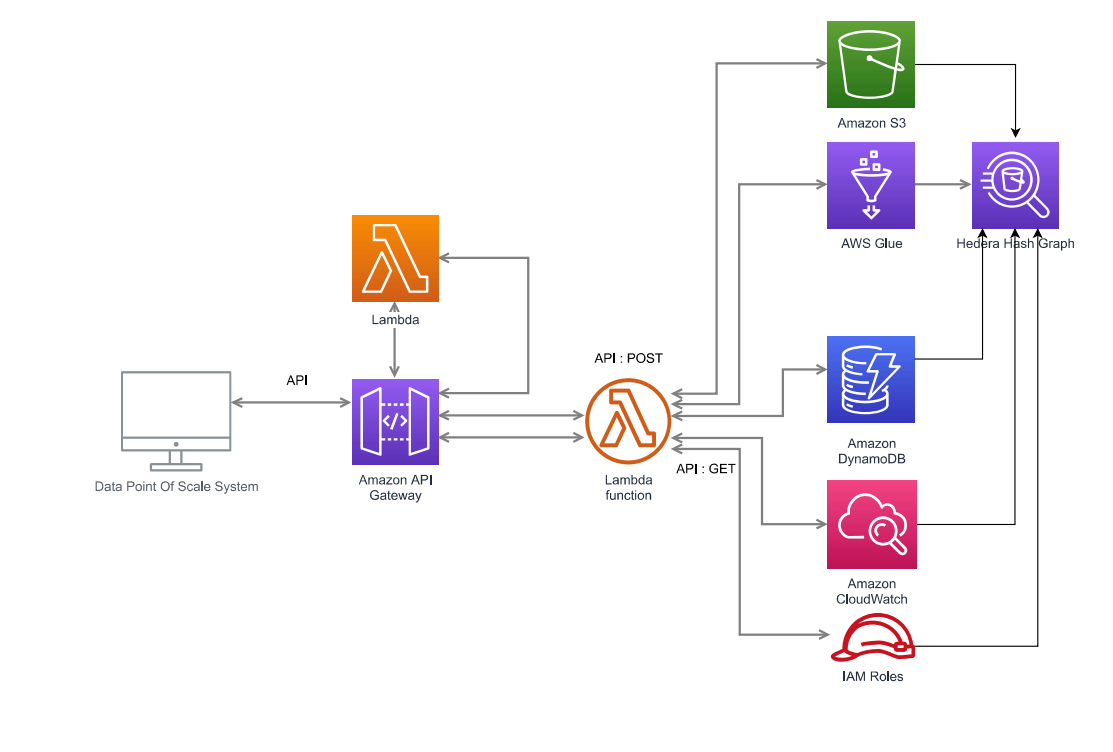 Amazon S3
AWS Glue
Hedera Hash Graph
Lambda
API : POST
API
Amazon
DynamoDB
API : GET
Data Point Of Scale System
Amazon API
Gateway
Lambda
function
Amazon
CloudWatch
IAM Roles